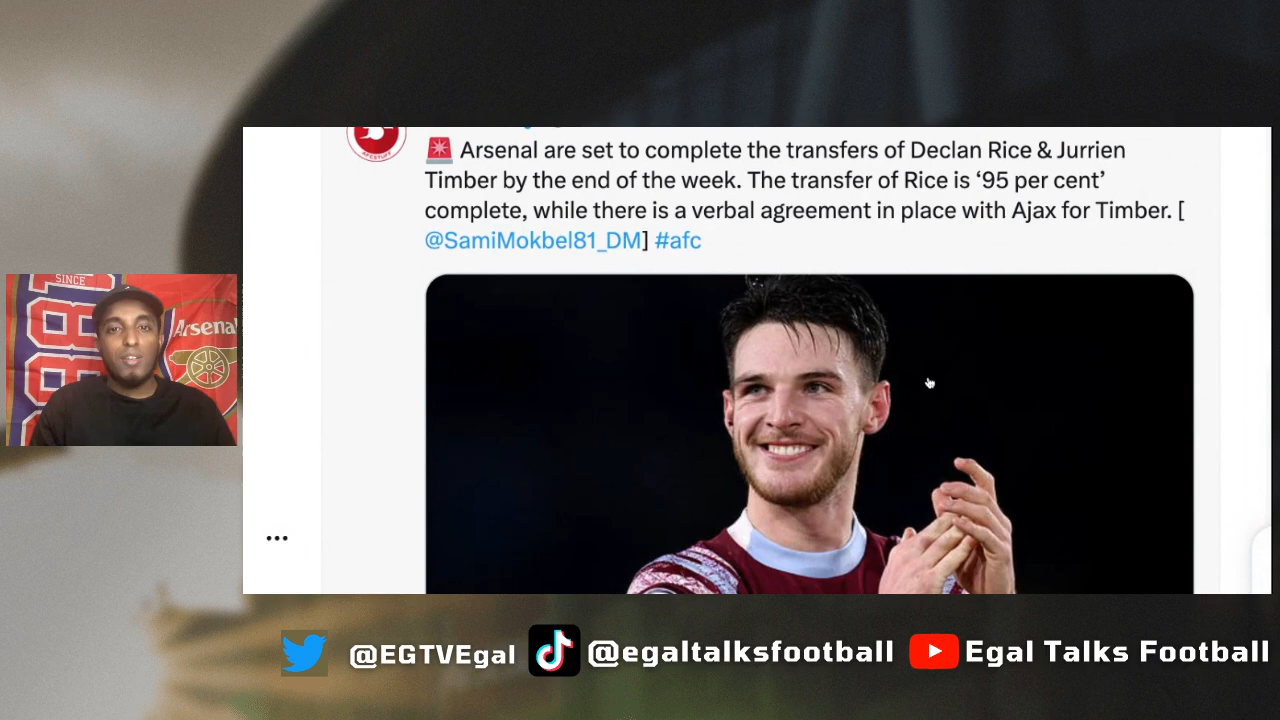 🚨 Arsenal are set to complete the transfers of Declan Rice & Jurrien
Timber by the end of the week. The transfer of Rice is ‘95 per cent’
complete, while there is a verbal agreement in place with Ajax for Timber. [
@SamiMokbel81_DM] #afc
SINCE
Arsenal
@EGTVEgal
@egaltalksfootball
Egal Talks Football